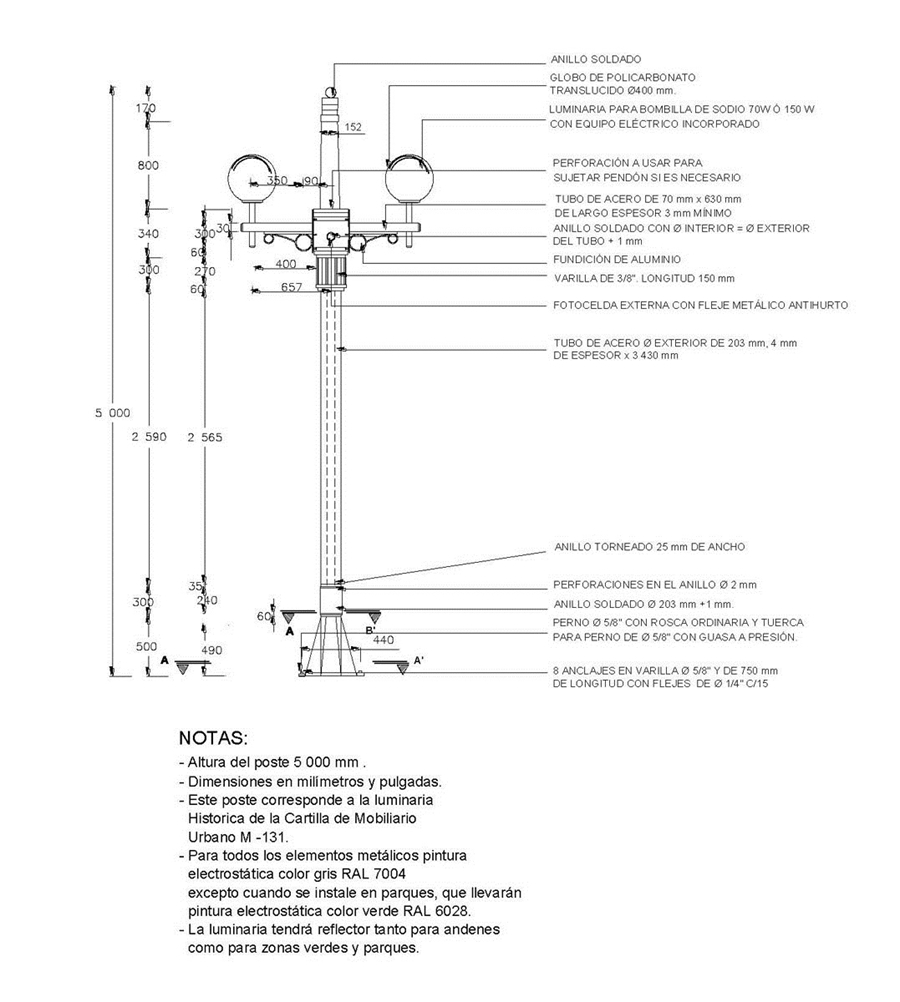 ANILLO SOLDADO
GLOBO DE POLICARBONATO
TRANSLUCIDO Ø400 mm.
LUMINARIA PARA BOMBILLA DE SODIO 70W Ó 150 W
CON EQUIPO ELÉCTRICO INCORPORADO
PERFORACIÓN A USAR PARA
SUJETAR PENDÓN SI ES NECESARIO
TUBO DE ACERO DE 70 mm x 630 mm
DE LARGO ESPESOR 3 mm MÍNIMO
ANILLO SOLDADO CON Ø INTERIOR = Ø EXTERIOR
DEL TUBO + 1 mm
FUNDICIÓN DE ALUMINIO
VARILLA DE 3/8". LONGITUD 150 mm
FOTOCELDA EXTERNA CON FLEJE METÁLICO ANTIHURTO
TUBO DE ACERO Ø EXTERIOR DE 203 mm, 4 mm
DE ESPESOR x 3 430 mm
ANILLO TORNEADO 25 mm DE ANCHO
PERFORACIONES EN EL ANILLO Ø 2 mm
ANILLO SOLDADO Ø 203 mm +1 mm.
PERNO Ø 5/8" CON ROSCA ORDINARIA Y TUERCA
PARA PERNO DE Ø 5/8" CON GUASA A PRESIÓN.
8 ANCLAJES EN VARILLA Ø 5/8" Y DE 750 mm
DE LONGITUD CON FLEJES DE Ø 1/4" C/15
170
152
800
350
90
30
340
300
60
300
270
400
60
657
5 000
2 590
2 565
35
300
240
60
A
B'
500
490
440
A
A'
NOTAS:
- Altura del poste 5 000 mm .
- Dimensiones en milímetros y pulgadas.
- Este poste corresponde a la luminaria
Historica de la Cartilla de Mobiliario
Urbano M -131.
- Para todos los elementos metálicos pintura
electrostática color gris RAL 7004
excepto cuando se instale en parques, que llevarán
pintura electrostática color verde RAL 6028.
- La luminaria tendrá reflector tanto para andenes
como para zonas verdes y parques.